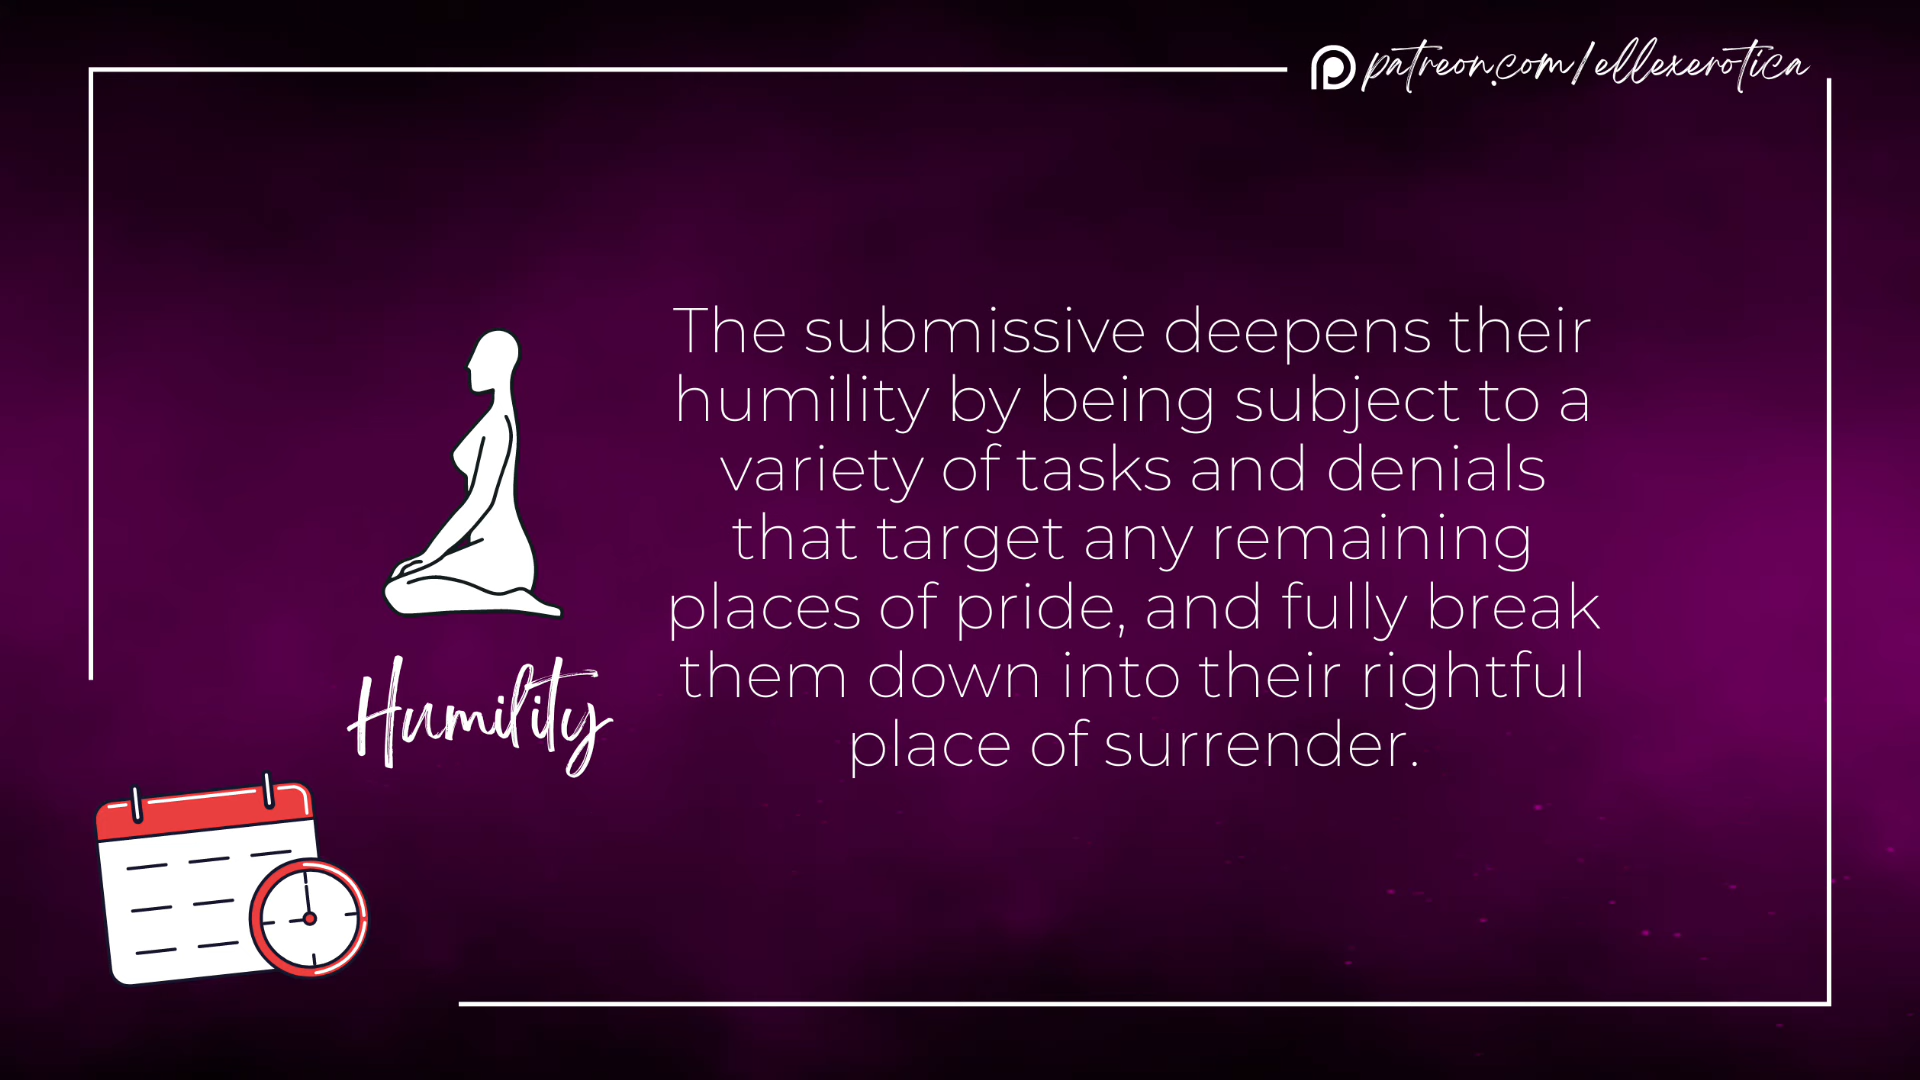 patreon.com/ellexerotica
The submissive deepens their
humility by being subject to a
variety of tasks and denials
that target any remaining
places of pride, and fully break
them down into their rightful
place of surrender.
Humility